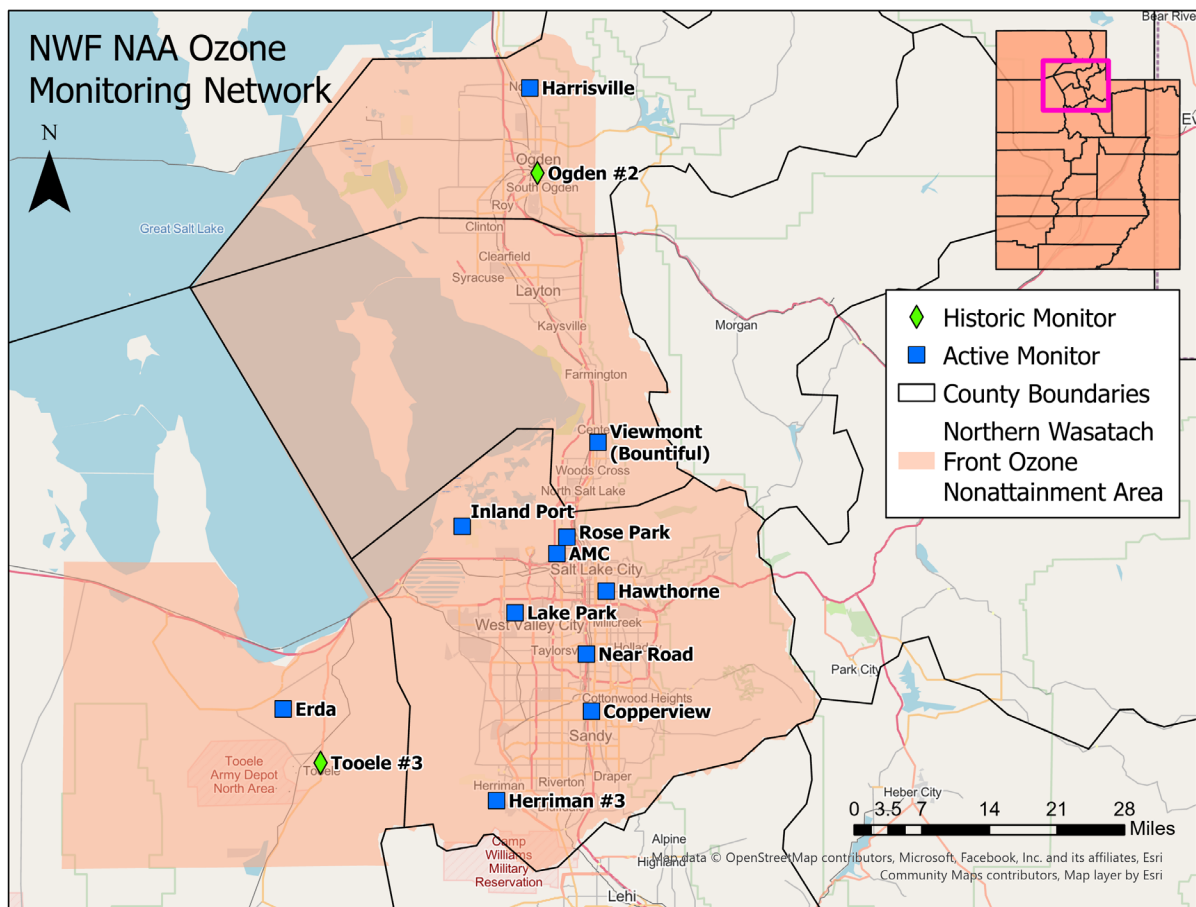 NWF NAA Ozone
Monitoring Network
N
Bear River
Harrisville
Ogden
Ogden #2
South Ogden
Roy
Great Salt Lake
Clinton
Clearfield
Syracuse
Layton
Kaysville
Morgan
Farmington
Historic Monitor
Active Monitor
County Boundaries
Northern Wasatach
Front Ozone
Nonattainment Area
Viewmont
(Bountiful)
Woods Cross
North Salt Lake
Inland Port
Rose Park
AMC
Salt Lake City
Hawthorne
Lake Park
West Valley City
Millcreek
Near Road
Park City
Cottonwood Heights
Erda
Copperview
Sandy
Tooele #3
Tooele
Army Depot
North Area
Riverton
Draper
Herriman
Herriman #3
Heber City
0 3.5 7 14 21 28
Miles
Alpine
Highland
Camp
Williams
Military
Reservation
Lehi
Map data © OpenStreetMap contributors, Microsoft, Facebook, Inc. and its affiliates, Esri
Community Maps contributors, Map layer by Esri